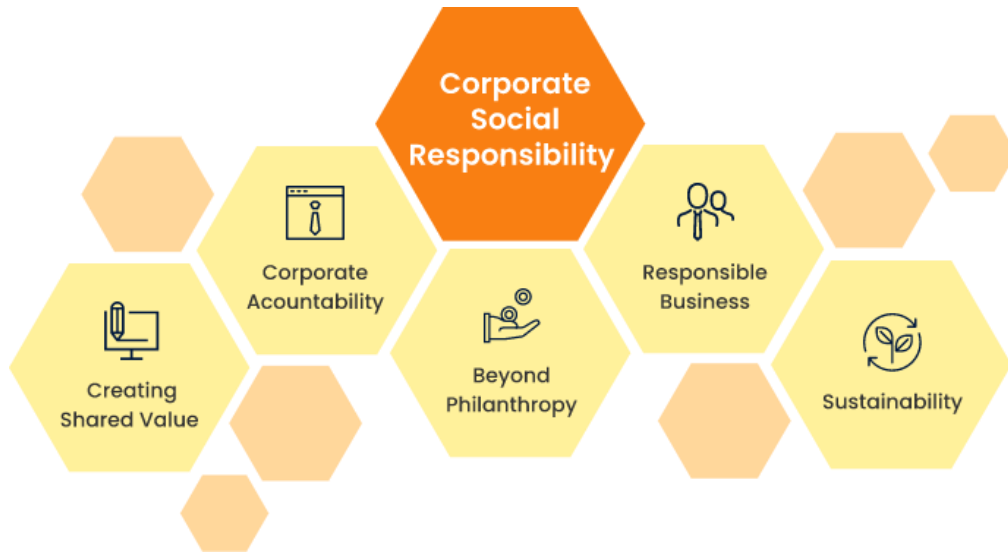 Corporate
Social
Responsibility
Corporate
Acountability
Responsible
Business
Creating
Shared Value
Beyond
Philanthropy
Sustainability